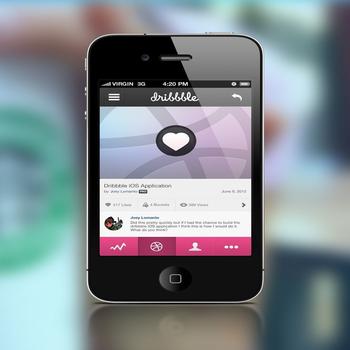 VIRGIN 3G 4:20 PM
dribbble
Dribbble iOS Application
by Joey Lomanto PRO June 6, 2012
217 Likes 4 Buckets 389 Views
Joey Lomanto
Did this pretty quickly but if I had the chance to build the
dribbble iOS application I think this is how I would do it.
What do you think?